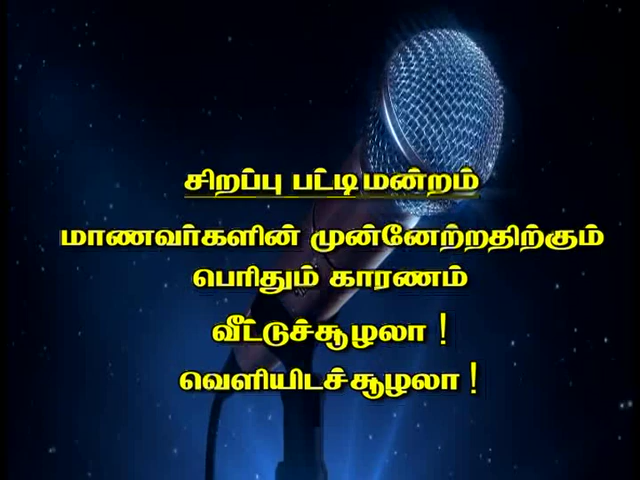 சிறப்பு பட்டிமன்றம்
மாணவர்களின் முன்னேற்றதிற்கும்
பெரிதும் காரணம்
வீட்டுச்சூழலா !
வெளியிடச்சூழலா !